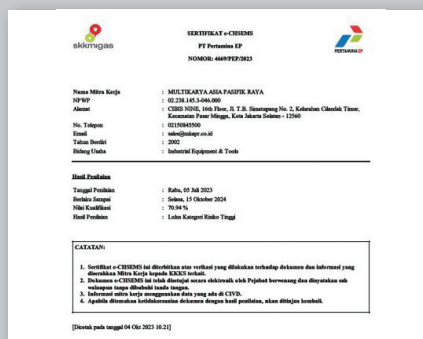 skkmigas
SERTIFIKAT e-CHSEMS
PT Pertamina EP
NOMOR: 4669/PEP/2023
PERTAMINA EP
Nama Mitra Kerja : MULTIKARYA ASIA PASIFIK RAYA
NPWP : 02.238.145.3-046.000
Alamat : CIBIS NINE, 16th Floor, Jl. T.B. Simatupang No. 2, Kelurahan Cilandak Timur,
Kecamatan Pasar Minggu, Kota Jakarta Selatan - 12560
No. Telepon : 02150845500
Email : sales@mkapr.co.id
Tahun Berdiri : 2002
Bidang Usaha : Industrial Equipment & Tools
Hasil Penilaian
Tanggal Penilaian : Rabu, 05 Juli 2023
Berlaku Sampai : Selasa, 15 Oktober 2024
Nilai Kualifikasi : 70.94 %
Hasil Penilaian : Lulus Kategori Risiko Tinggi
CATATAN:
1. Sertifikat e-CHSEMS ini diterbitkan atas verifikasi yang dilakukan terhadap dokumen dan informasi yang
diserahkan Mitra Kerja kepada KKKS terkait.
2. Dokumen e-CHSEMS ini telah disetujui secara elektronik oleh Pejabat berwenang dan dinyatakan sah
walaupun tanpa dibubuhi tanda tangan.
3. Informasi mitra kerja menggunakan data yang ada di CIVD.
4. Apabila ditemukan ketidaksesuaian dokumen dengan hasil penilaian, akan ditinjau kembali.
[Dicetak pada tanggal 04 Okt 2023 10.21]